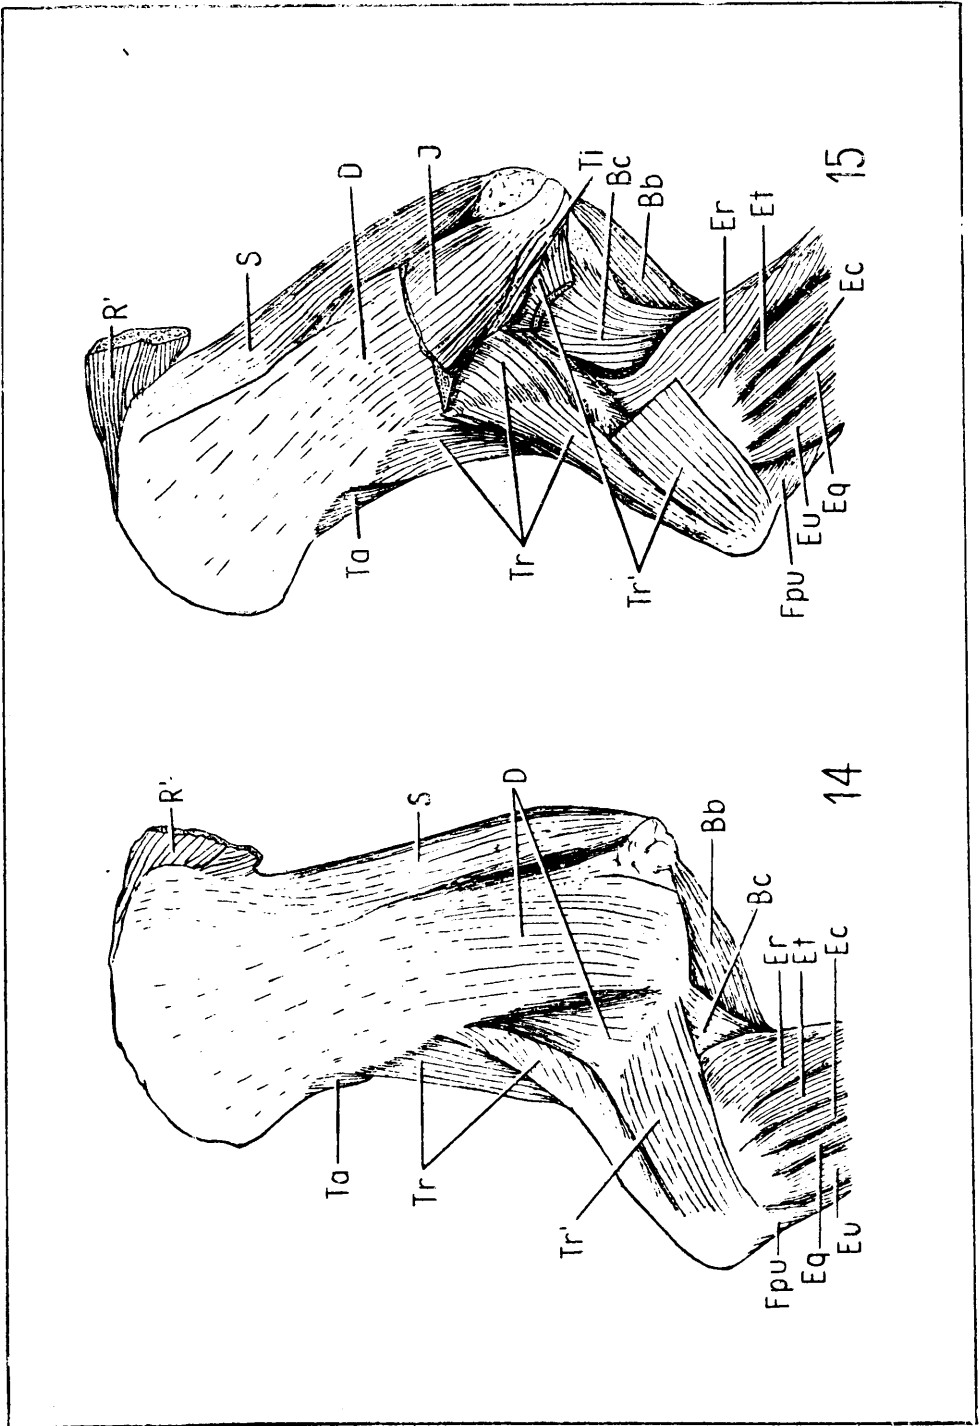 R'
S
D
J
Ti
Bc
Bb
Er
Et
Ec
Ta
Tr
Tr'
Fpu
Eu
Eq
15
R'
S
D
Bb
Bc
Er
Et
Ec
Ta
Tr
Tr'
Fpu
Eq
Eu
14